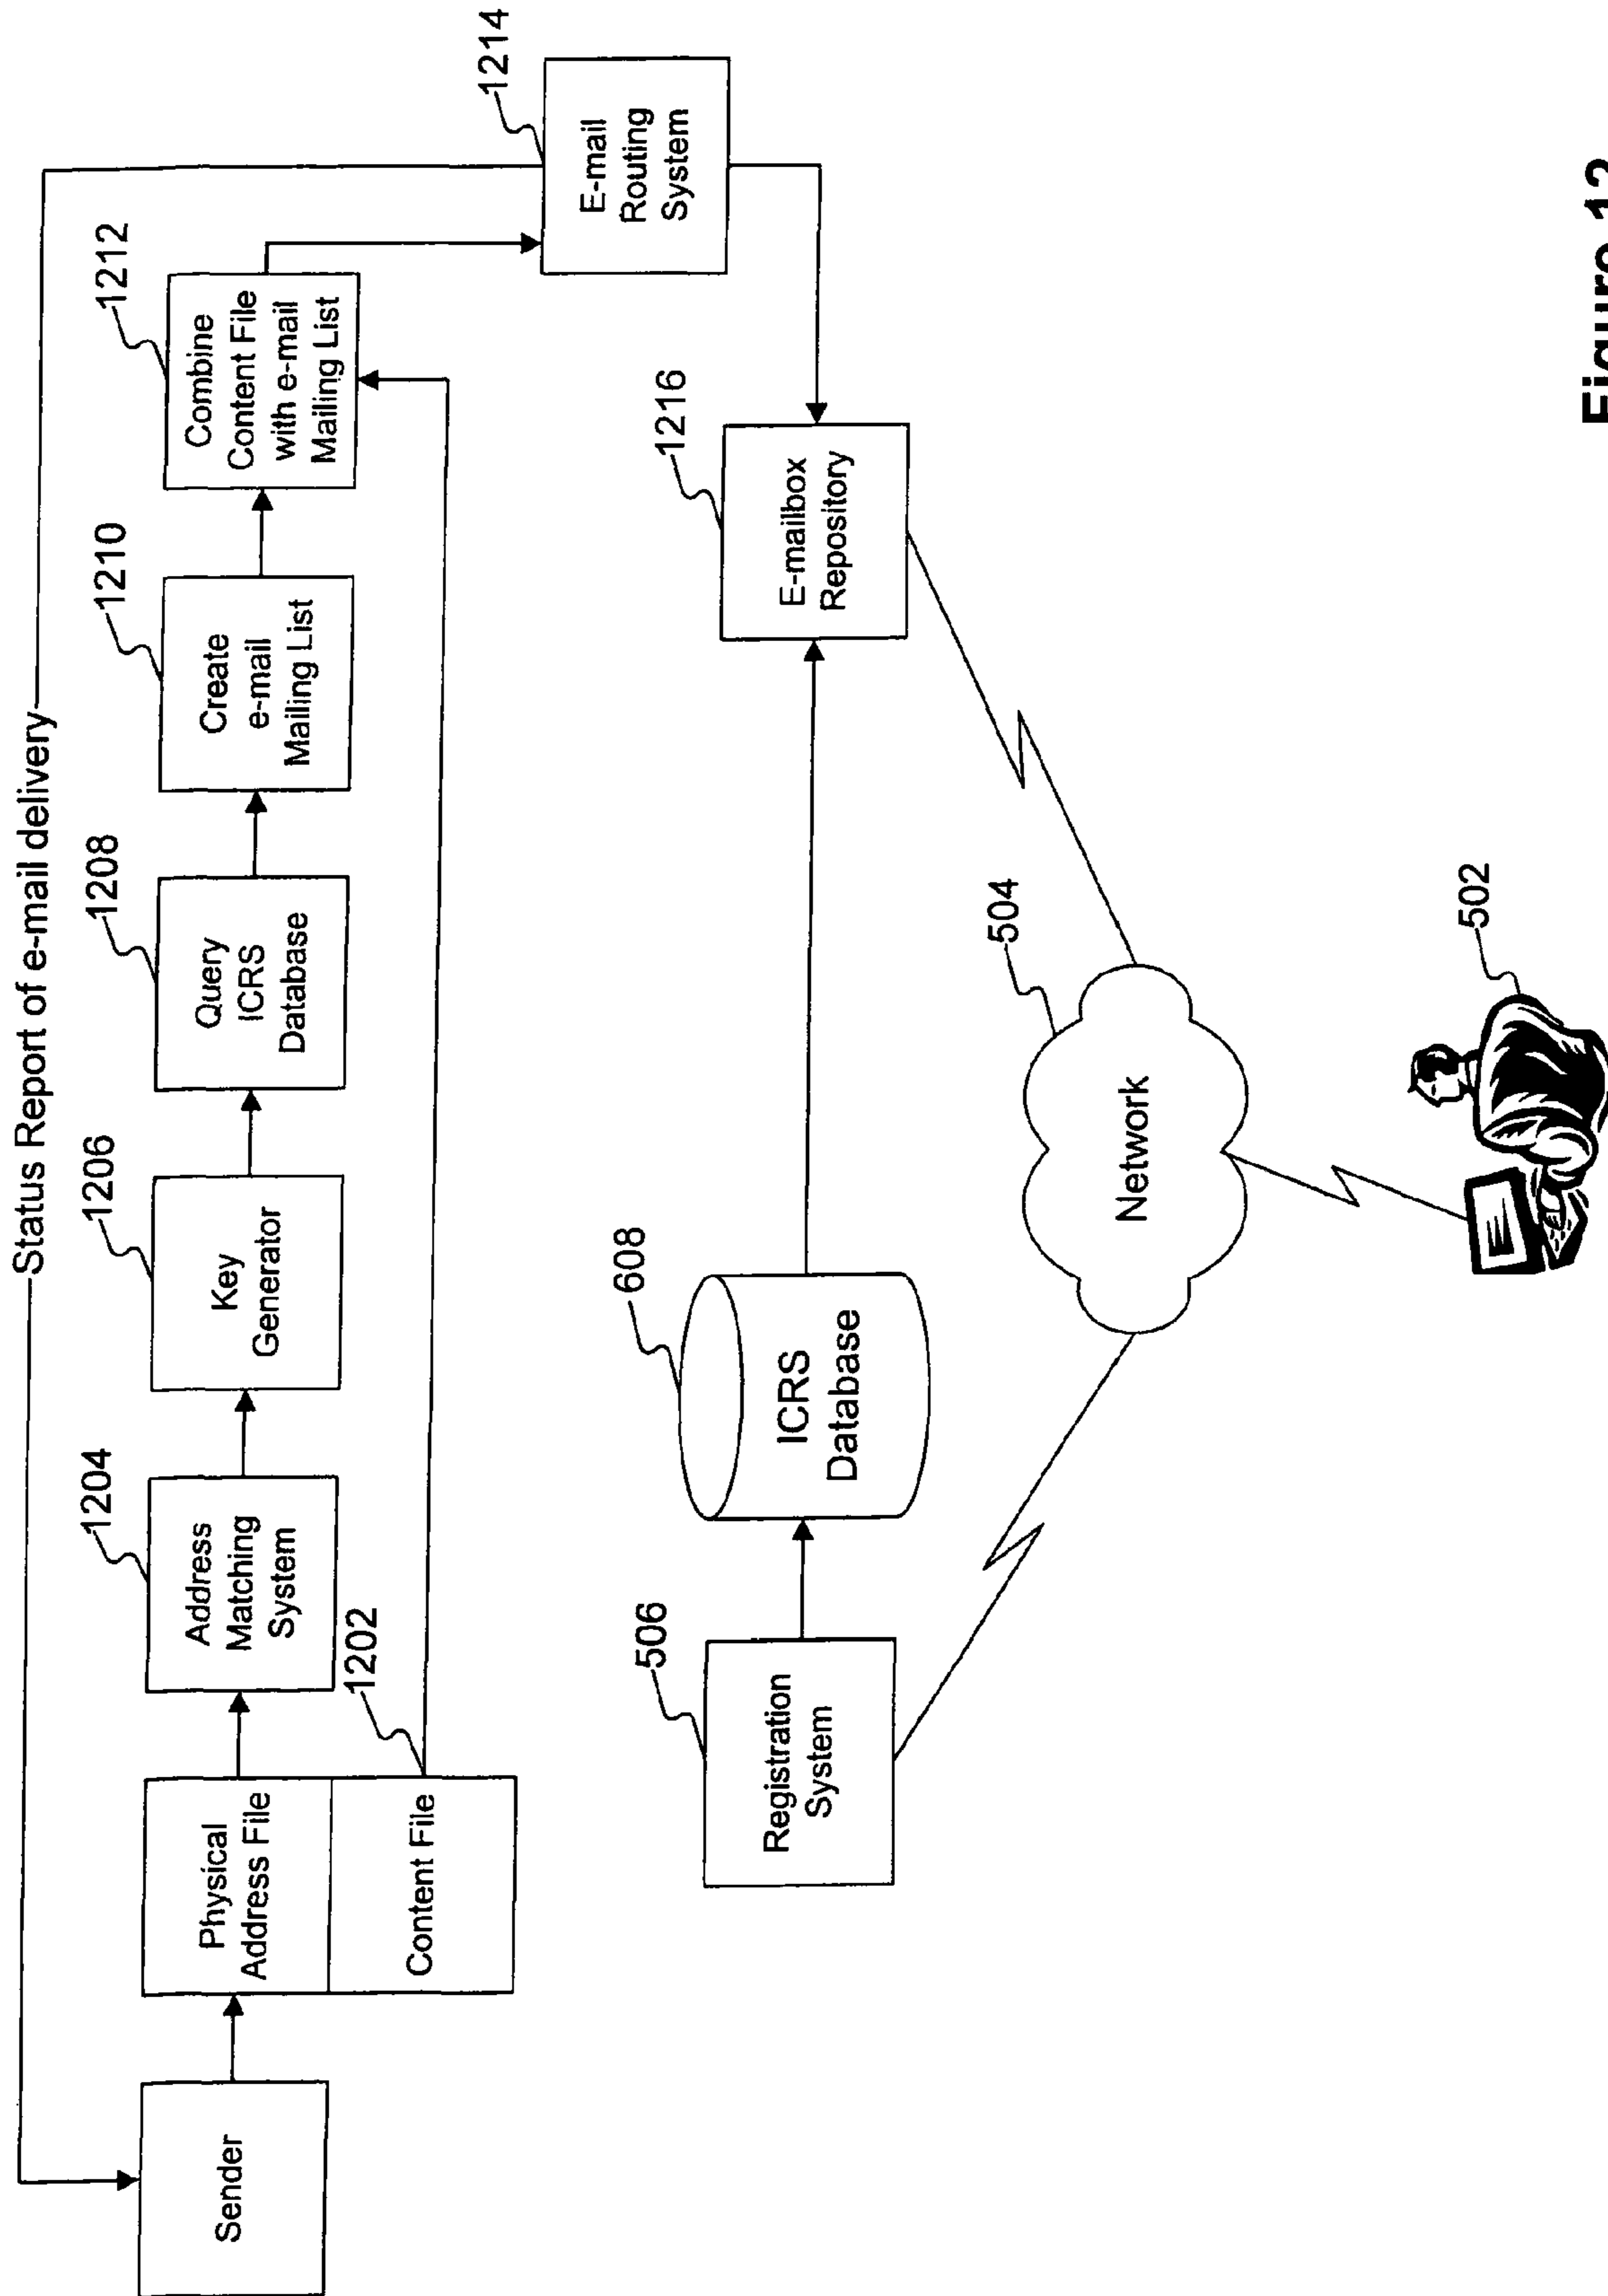 Status Report of e-mail delivery
1204
1206
1208
1210
1212
1214
Sender
Physical
Address File
Content File
1202
Address
Matching
System
Key
Generator
Query
ICRS
Database
Create
e-mail
Mailing List
Combine
Content File
with e-mail
Mailing List
E-mail
Routing
System
506
Registration
System
608
ICRS
Database
1216
E-mailbox
Repository
504
Network
502
Figure 12